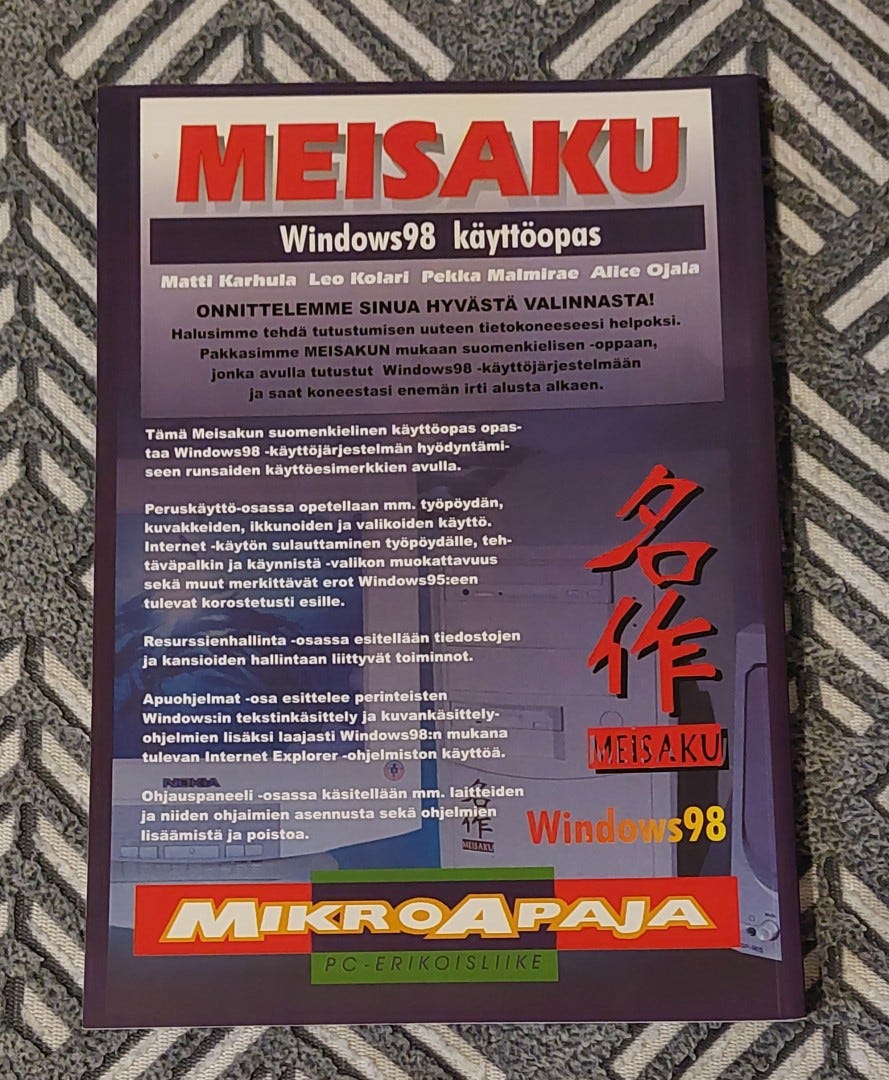 MEISAKU
Windows98 käyttöopas
Matti Karhula Leo Kolari Pekka Malmirae Alice Ojala
ONNITTELEMME SINUA HYVÄSTÄ VALINNASTA!
Halusimme tehdä tutustumisen uuteen tietokoneeseesi helpoksi.
Pakkasimme MEISAKUN mukaan suomenkielisen -oppaan,
jonka avulla tutustut Windows98 -käyttöjärjestelmään
ja saat koneestasi enemän irti alusta alkaen.
Tämä Meisakun suomenkielinen käyttöopas opas-
taa Windows98 -käyttöjärjestelmän hyödyntämi-
seen runsaiden käyttöesimerkkien avulla.
Peruskäyttö-osassa opetellaan mm. työpöydän,
kuvakkeiden, ikkunoiden ja valikoiden käyttö.
Internet -käytön sulauttaminen työpöydälle, teh-
täväpalkin ja käynnistä -valikon muokattavuus
sekä muut merkittävät erot Windows95:een
tulevat korostetusti esille.
Resurssienhallinta -osassa esitellään tiedostojen
ja kansioiden hallintaan liittyvät toiminnot.
Apuohjelmat -osa esittelee perinteisten
Windows:in tekstinkäsittely ja kuvankäsittely-
ohjelmien lisäksi laajasti Windows98:n mukana
tulevan Internet Explorer -ohjelmiston käyttöä.
Ohjauspaneeli -osassa käsitellään mm. laitteiden
ja niiden ohjaimien asennusta sekä ohjelmien
lisäämistä ja poistoa.
名
作
MEISAKU
Windows98
NOKIA
名
作
MEISAKU
MIKROAPAJA
PC-ERIKOISLIIKE